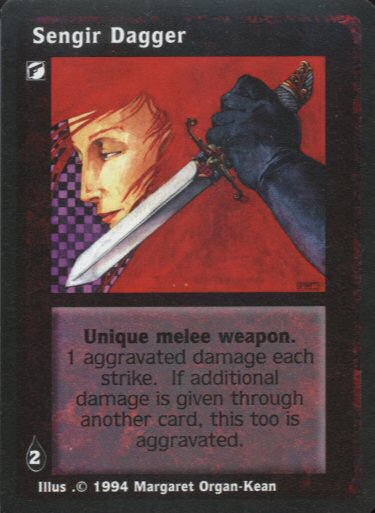 Sengir Dagger
Unique melee weapon.
1 aggravated damage each
strike. If additional
damage is given through
another card, this too is
aggravated.
2
Illus .© 1994 Margaret Organ-Kean